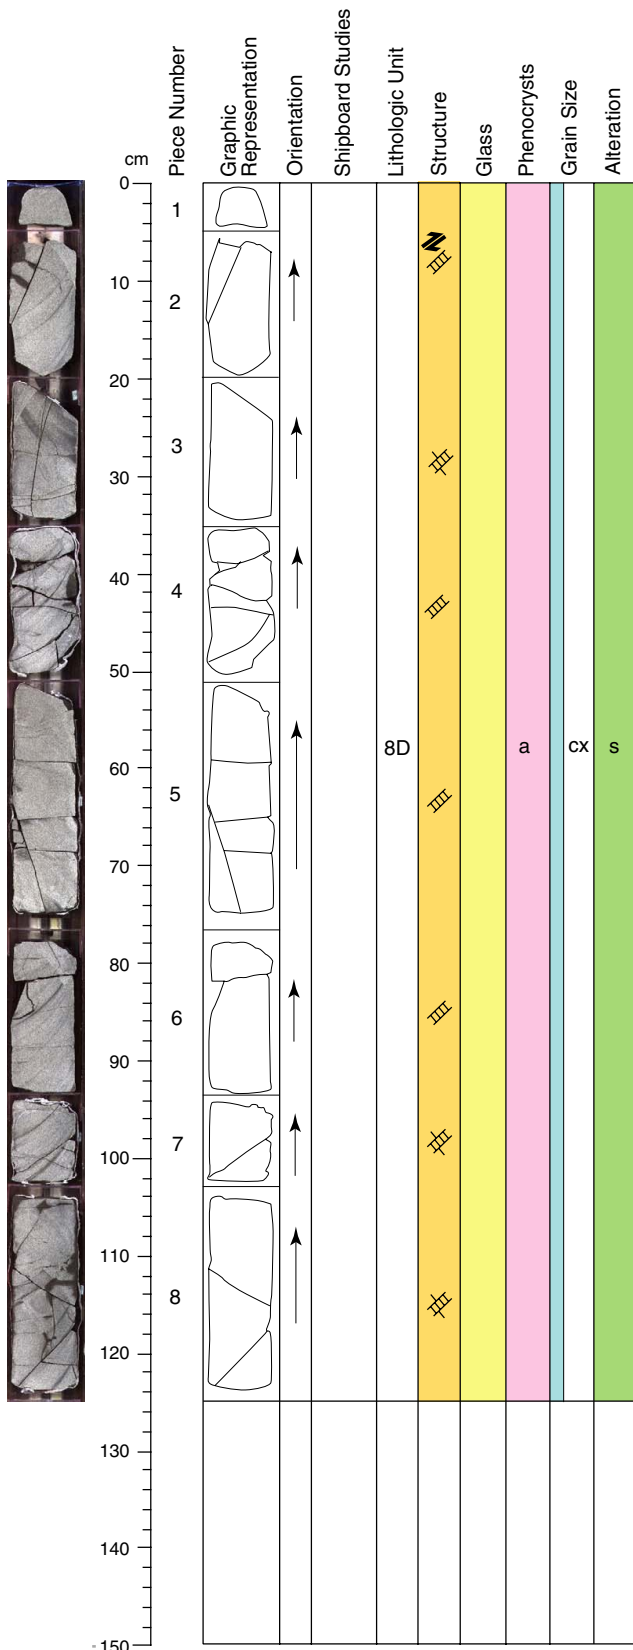 cm
Piece Number
Graphic
Representation
Orientation
Shipboard Studies
Lithologic Unit
Structure
Glass
Phenocrysts
Grain Size
Alteration
0
1
10
2
20
3
30
40
4
50
8D
a
cx
s
60
5
70
80
6
90
7
100
110
8
120
130
140
150